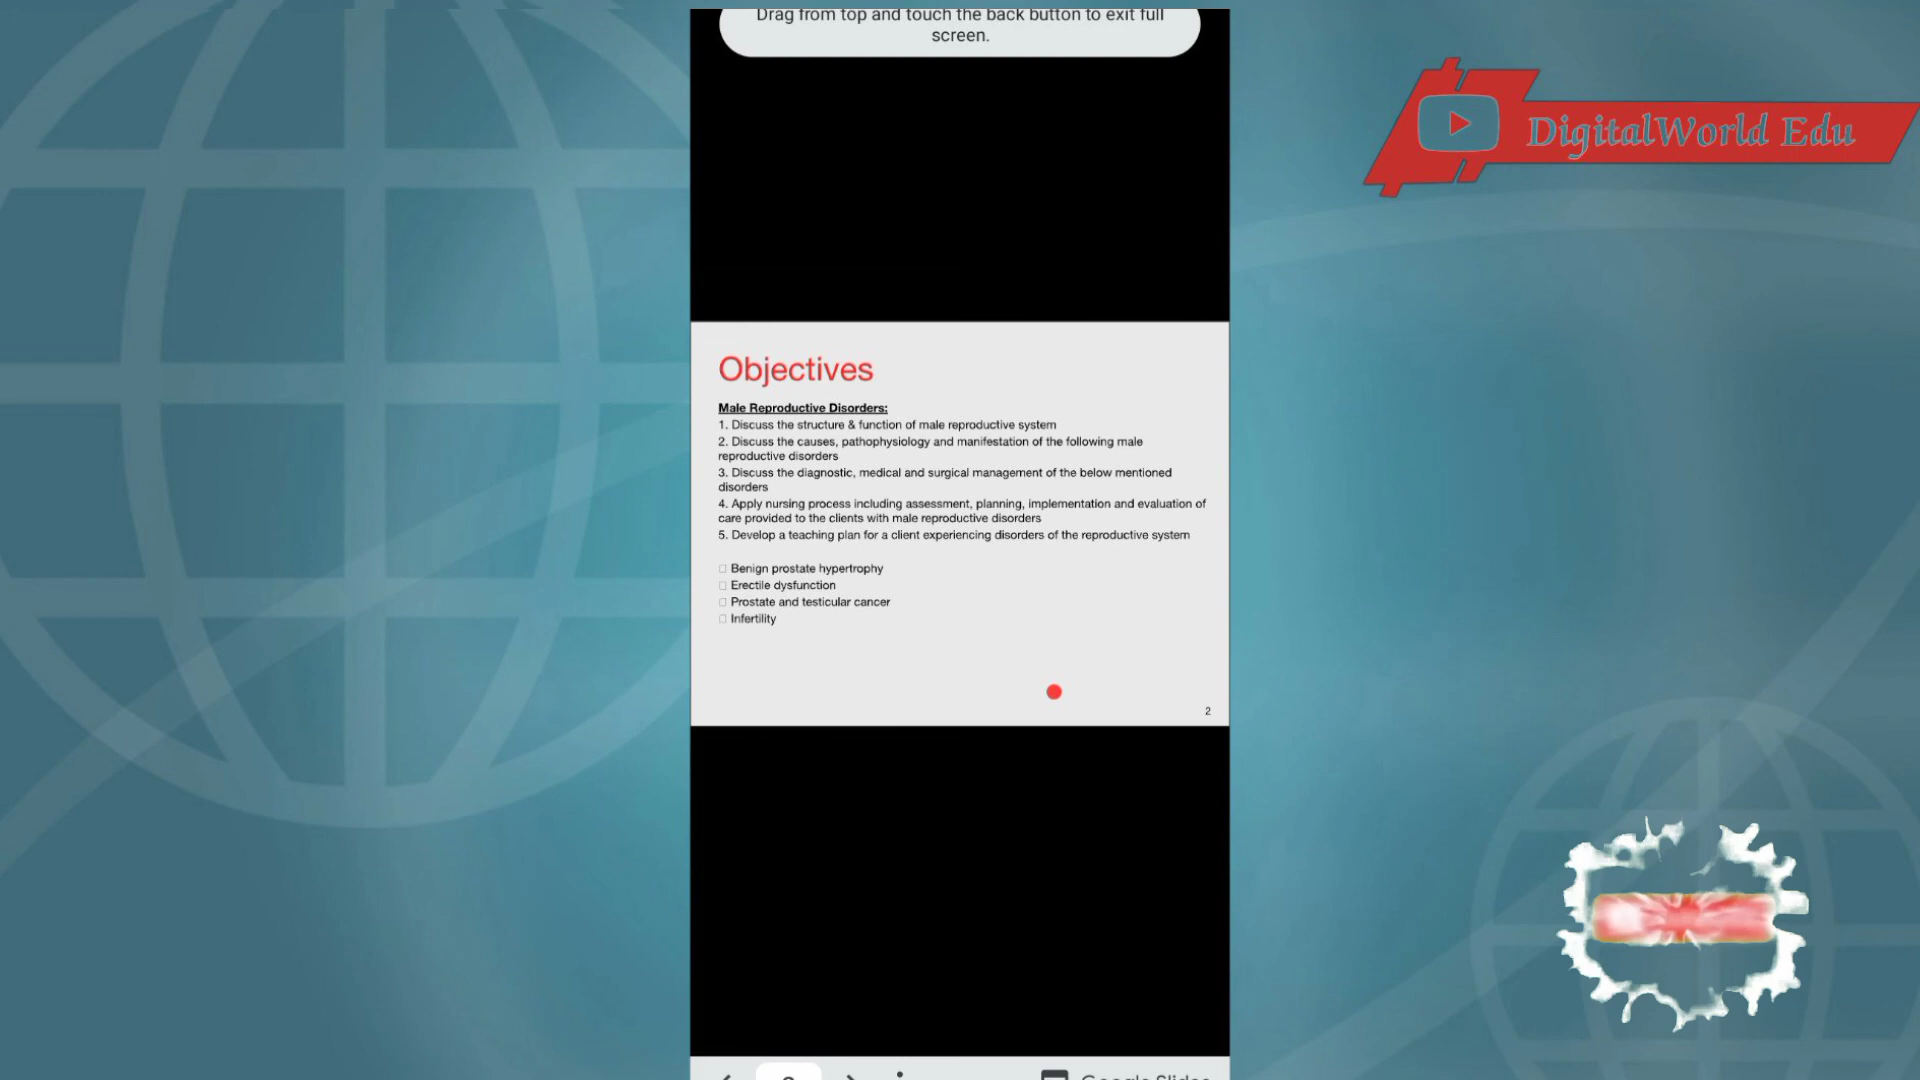 Drag from top and touch the back button to exit full
screen.
DigitalWorld Edu
Objectives
Male Reproductive Disorders:
1. Discuss the structure & function of male reproductive system
2. Discuss the causes, pathophysiology and manifestation of the following male
reproductive disorders
3. Discuss the diagnostic, medical and surgical management of the below mentioned
disorders
4. Apply nursing process including assessment, planning, implementation and evaluation of
care provided to the clients with male reproductive disorders
5. Develop a teaching plan for a client experiencing disorders of the reproductive system
Benign prostate hypertrophy
Erectile dysfunction
Prostate and testicular cancer
Infertility
2
Google Slides